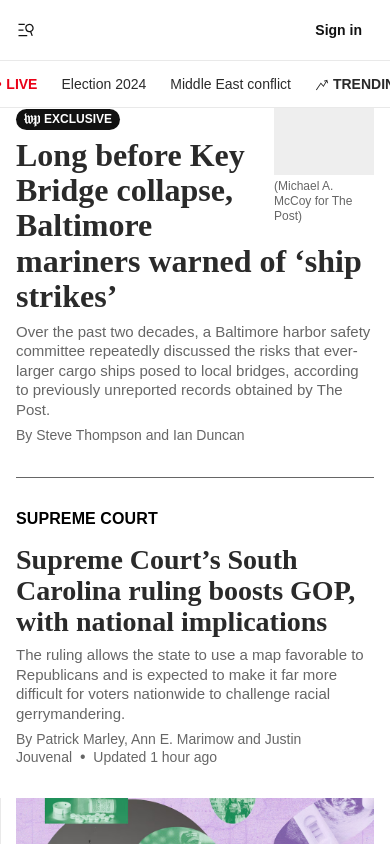 Sign in
LIVE
Election 2024
Middle East conflict
TRENDIN
wp EXCLUSIVE
Long before Key
Bridge collapse,
Baltimore
mariners warned of ‘ship
strikes’
(Michael A.
McCoy for The
Post)
Over the past two decades, a Baltimore harbor safety
committee repeatedly discussed the risks that ever-
larger cargo ships posed to local bridges, according
to previously unreported records obtained by The
Post.
By Steve Thompson and Ian Duncan
SUPREME COURT
Supreme Court’s South
Carolina ruling boosts GOP,
with national implications
The ruling allows the state to use a map favorable to
Republicans and is expected to make it far more
difficult for voters nationwide to challenge racial
gerrymandering.
By Patrick Marley, Ann E. Marimow and Justin
Jouvenal • Updated 1 hour ago